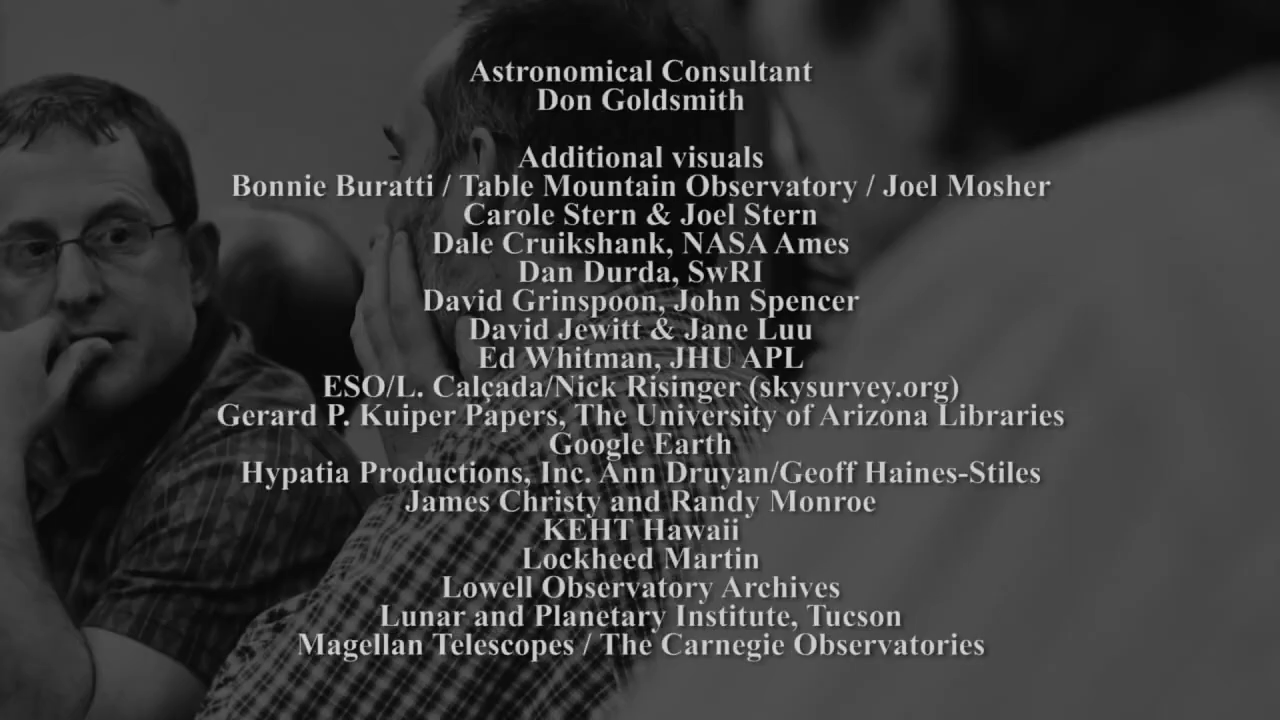 Astronomical Consultant
Don Goldsmith
Additional visuals
Bonnie Buratti / Table Mountain Observatory / Joel Mosher
Carole Stern & Joel Stern
Dale Cruikshank, NASA Ames
Dan Durda, SwRI
David Grinspoon, John Spencer
David Jewitt & Jane Luu
Ed Whitman, JHU APL
ESO/L. Calçada/Nick Risinger (skysurvey.org)
Gerard P. Kuiper Papers, The University of Arizona Libraries
Google Earth
Hypatia Productions, Inc. Ann Druyan/Geoff Haines-Stiles
James Christy and Randy Monroe
KEHT Hawaii
Lockheed Martin
Lowell Observatory Archives
Lunar and Planetary Institute, Tucson
Magellan Telescopes / The Carnegie Observatories